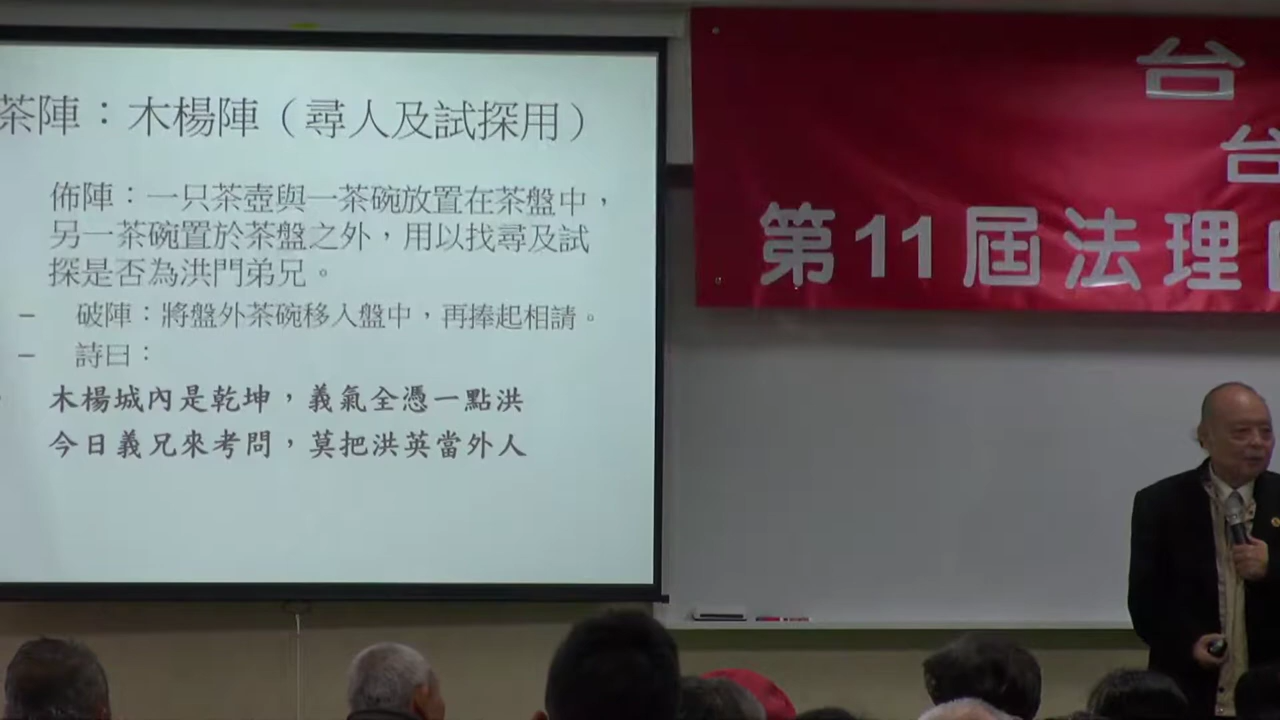 茶陣：木楊陣（尋人及試探用）
佈陣：一只茶壺與一茶碗放置在茶盤中，
另一茶碗置於茶盤之外，用以找尋及試
探是否為洪門弟兄。
– 破陣：將盤外茶碗移入盤中，再捧起相請。
– 詩曰：
木楊城內是乾坤，義氣全憑一點洪
今日義兄來考問，莫把洪英當外人
台
台
第11屆法理